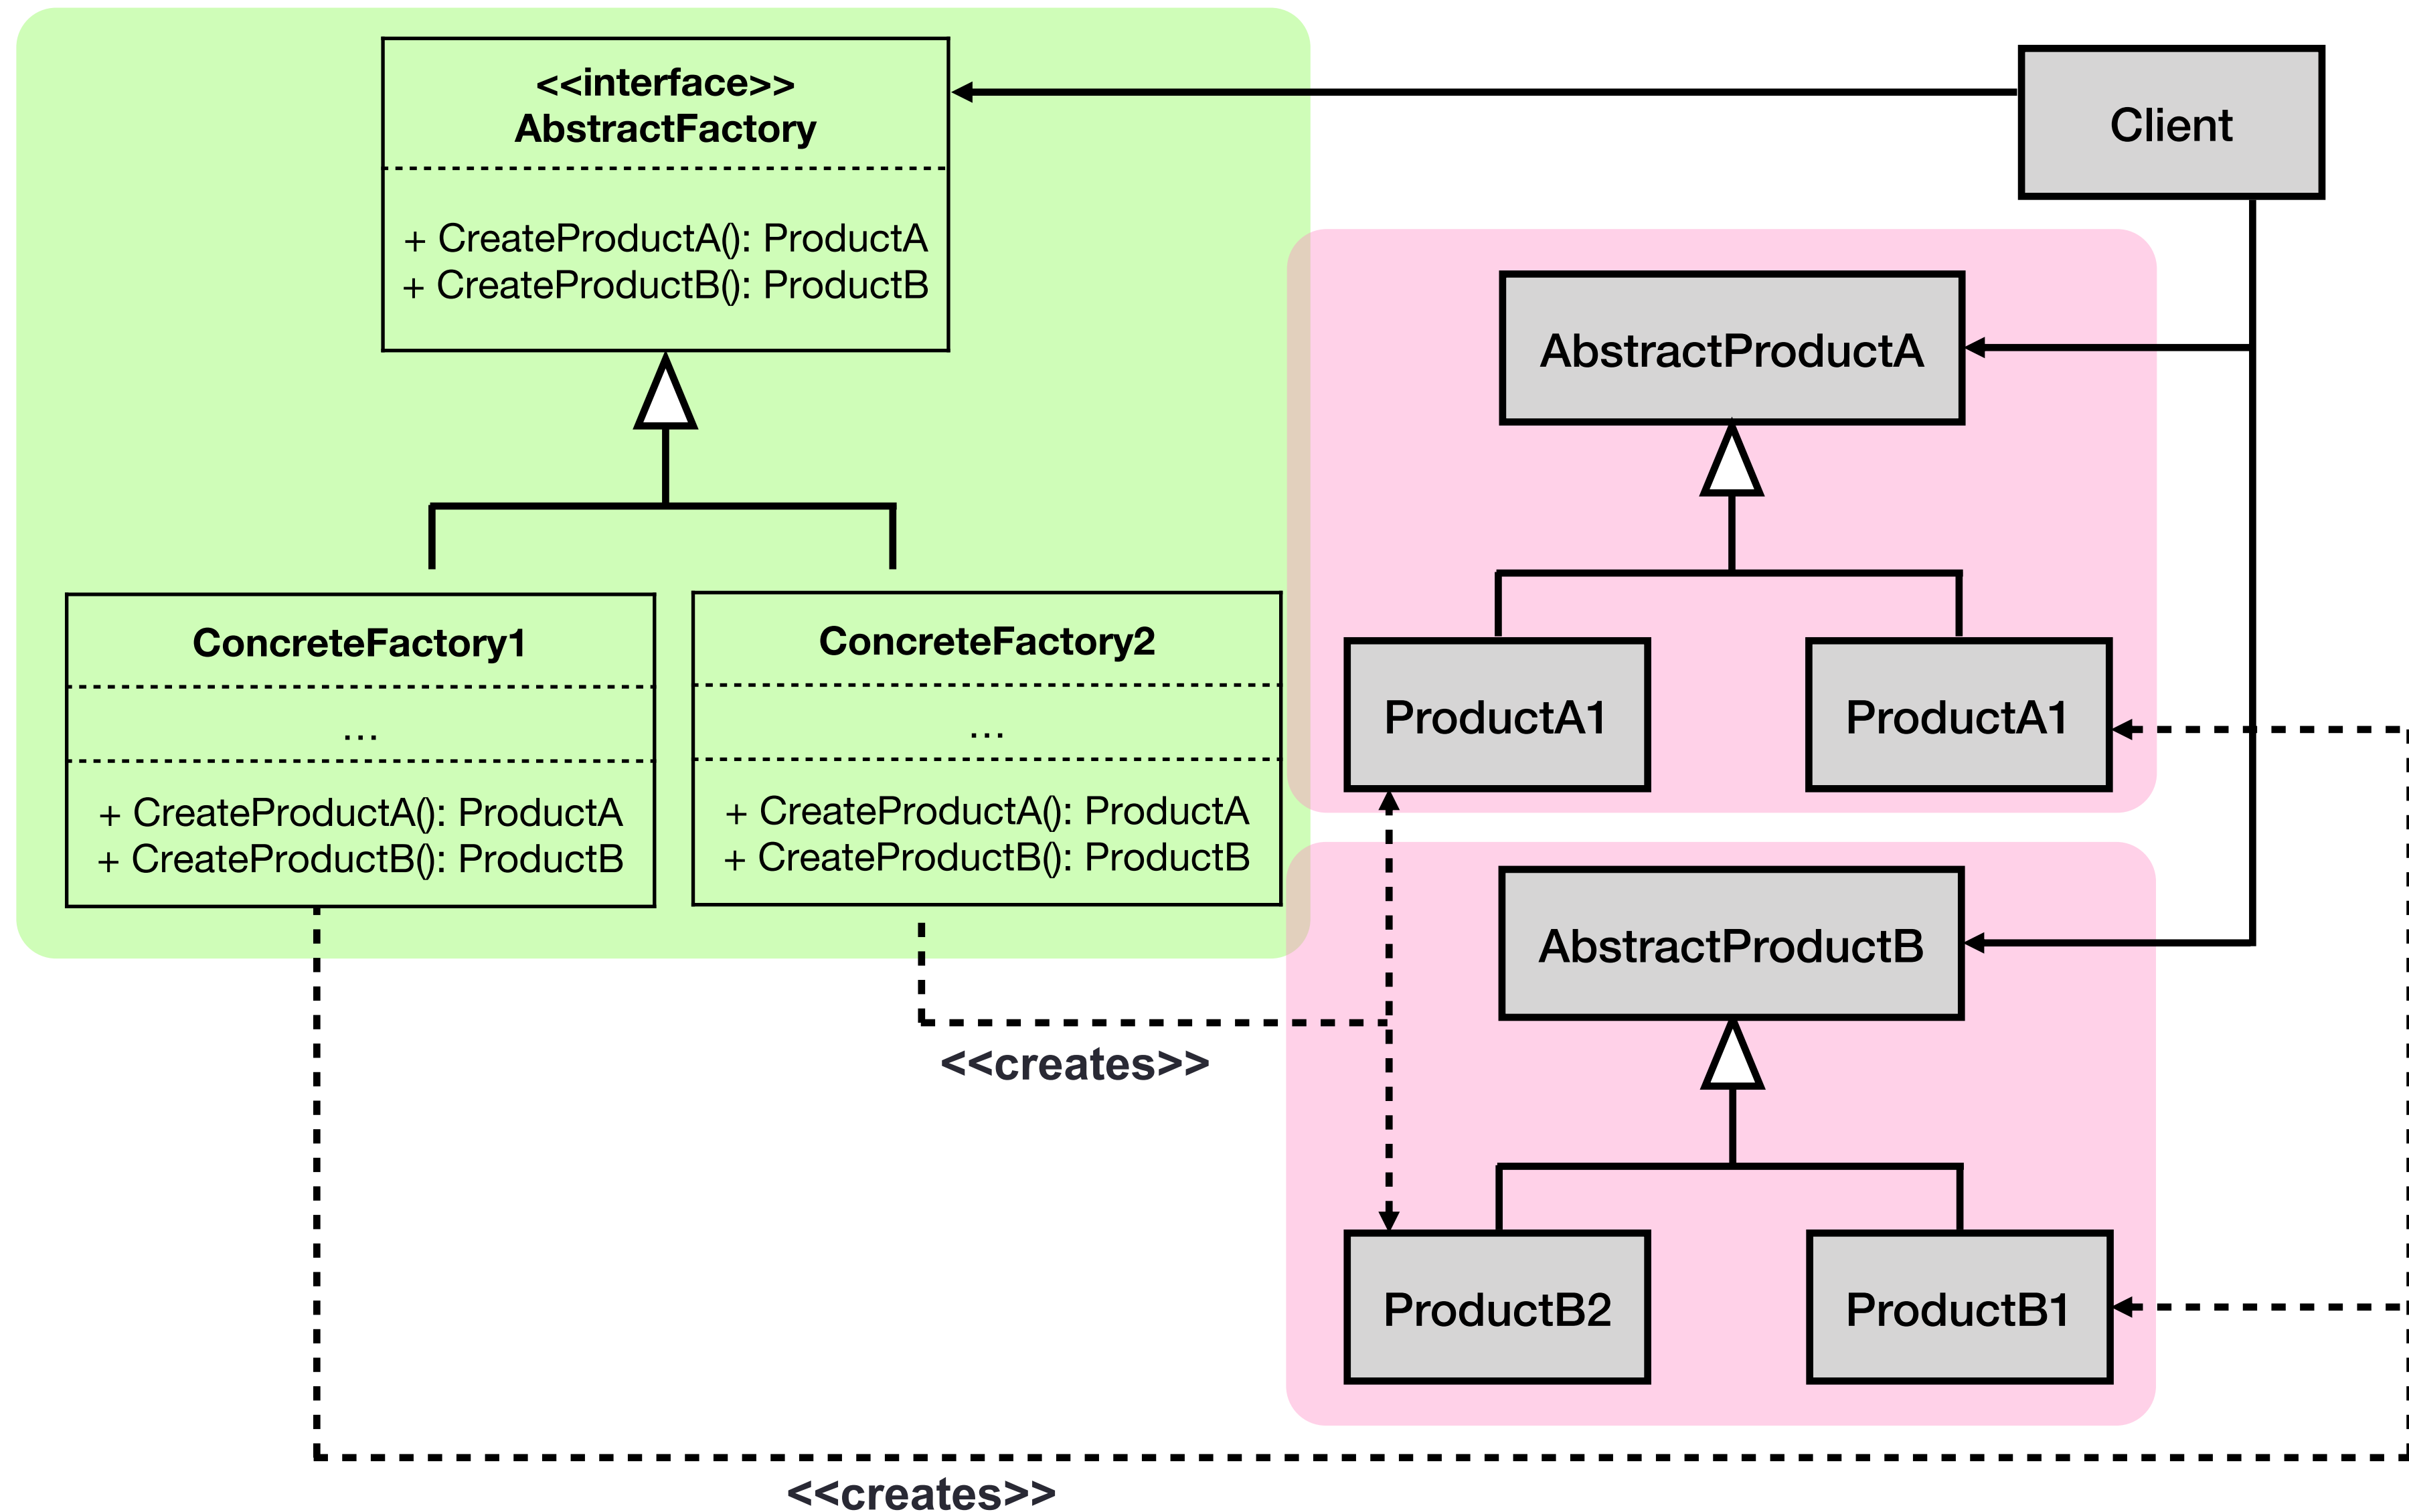 <<interface>>
AbstractFactory
+ CreateProductA(): ProductA
+ CreateProductB(): ProductB
Client
AbstractProductA
ProductA1
ProductA1
ConcreteFactory1
...
+ CreateProductA(): ProductA
+ CreateProductB(): ProductB
ConcreteFactory2
...
+ CreateProductA(): ProductA
+ CreateProductB(): ProductB
<<creates>>
AbstractProductB
ProductB2
ProductB1
<<creates>>